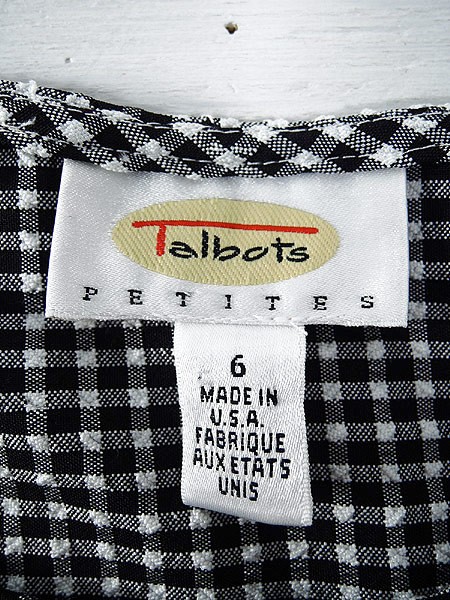 Talbots
PETITES
6
MADE IN
U.S.A.
FABRIQUE
AUX ETATS
UNIS